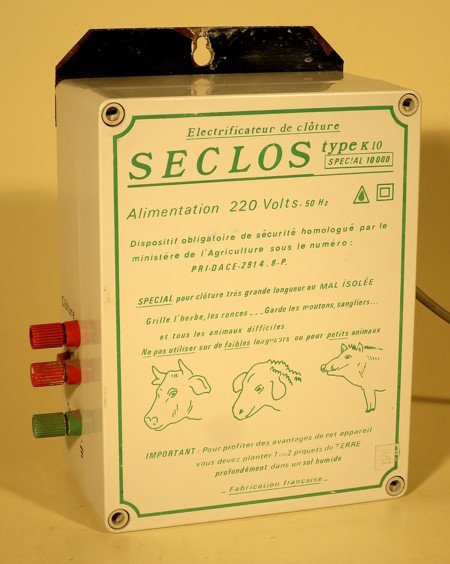 Electrificateur de clôture
SECLOS type K10
SPECIAL 10000
Alimentation 220 Volts - 50 Hz
Dispositif obligatoire de sécurité homologué par le
ministère de l'Agriculture sous le numéro :
PRI-DACE-2914.8-P.
SPECIAL pour clôture très grande longueur ou MAL ISOLÉE
Grille l'herbe, les ronces ... Garde les moutons, sangliers...
et tous les animaux difficiles
Ne pas utiliser sur de faibles longueurs ou pour petits animaux
IMPORTANT : Pour profiter des avantages de cet appareil
vous devez planter 1 ou 2 piquets de TERRE
profondément dans un sol humide
- Fabrication française -